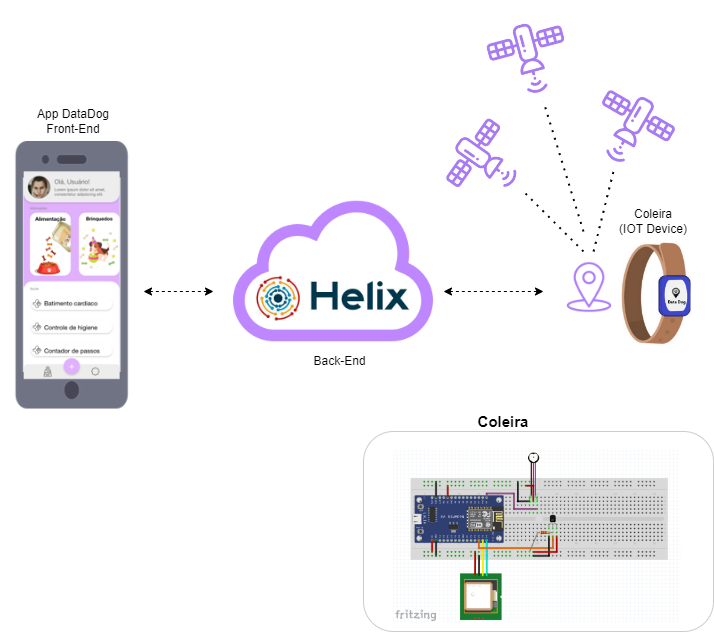 App DataDog
Front-End
Olá, Usuário!
Lorem ipsum dolor sit amet,
consectetur adipiscing elit.
Alimentação
Brinquedos
Batimento cardiaco
Controle de higiene
Contador de passos
Helix
Back-End
Coleira
(IOT Device)
Data Dog
Coleira
fritzing